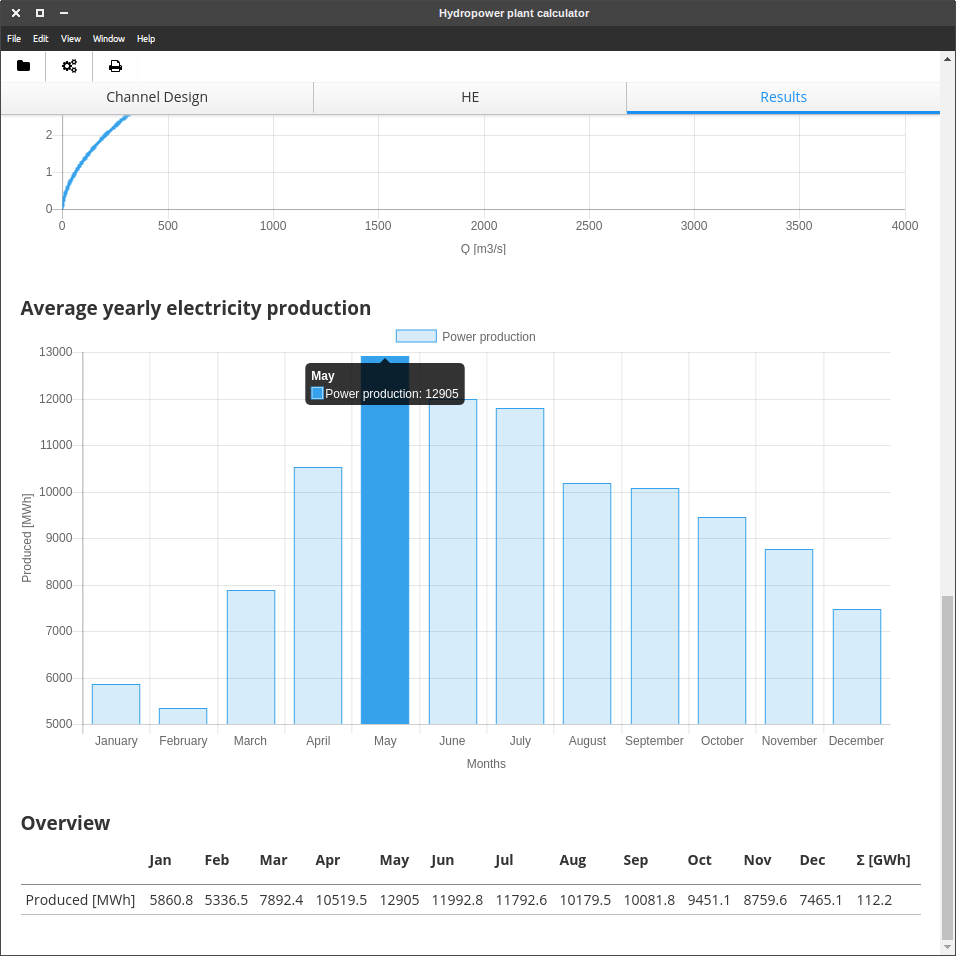 Hydropower plant calculator
File Edit View Window Help
Channel Design HE Results
2
1
0
0 500 1000 1500 2000 2500 3000 3500 4000
Q [m3/s]
Average yearly electricity production
Power production
13000
May
Power production: 12905
12000
11000
10000
9000
8000
7000
6000
5000
Produced [MWh]
January February March April May June July August September October November December
Months
Overview
Jan Feb Mar Apr May Jun Jul Aug Sep Oct Nov Dec Σ [GWh]
Produced [MWh] 5860.8 5336.5 7892.4 10519.5 12905 11992.8 11792.6 10179.5 10081.8 9451.1 8759.6 7465.1 112.2